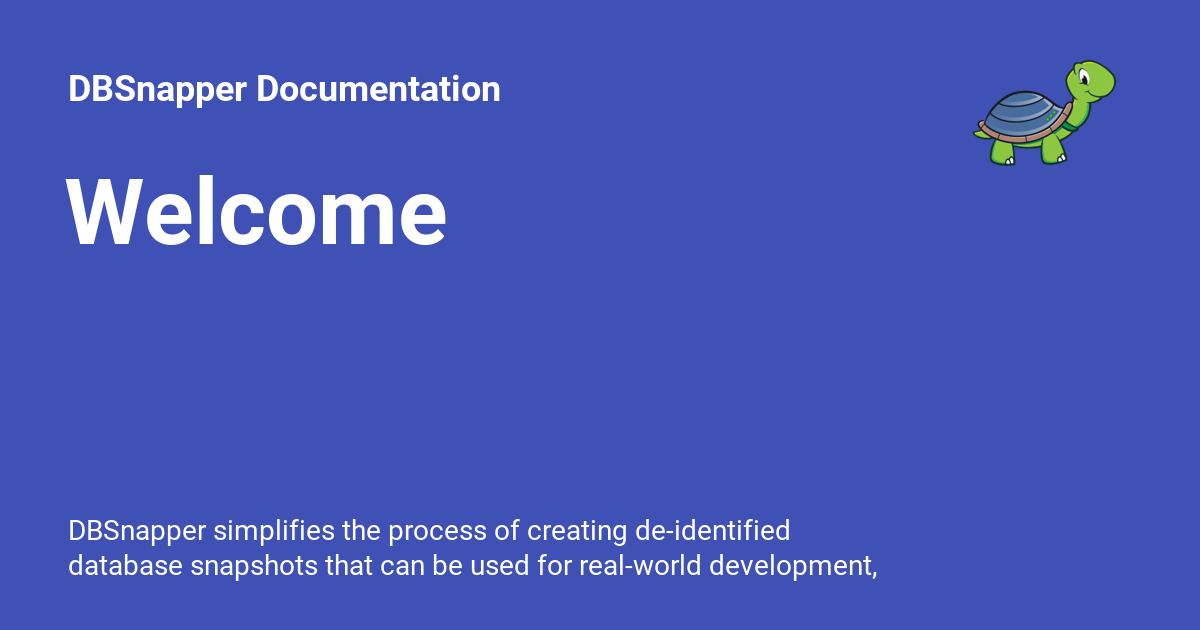 DBSnapper Documentation
Welcome
DBSnapper simplifies the process of creating de-identified
database snapshots that can be used for real-world development,